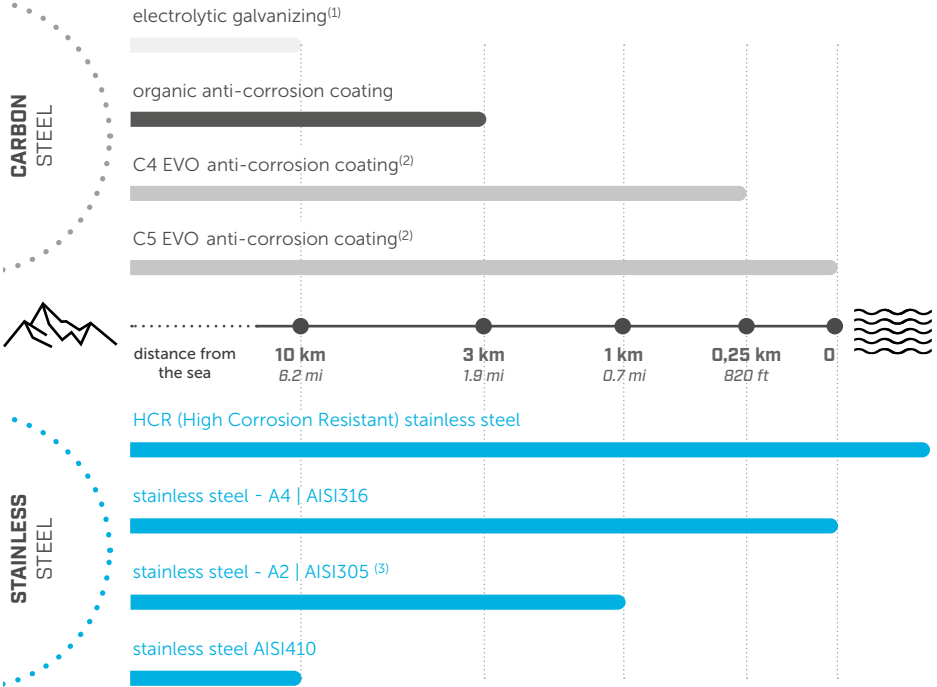 electrolytic galvanizing(1)
organic anti-corrosion coating
C4 EVO anti-corrosion coating(2)
C5 EVO anti-corrosion coating(2)
CARBON
STEEL
distance from
the sea
10 km
6.2 mi
3 km
1.9 mi
1 km
0.7 mi
0,25 km
820 ft
0
HCR (High Corrosion Resistant) stainless steel
stainless steel - A4 | AISI316
stainless steel - A2 | AISI305 (3)
stainless steel AISI410
STAINLESS
STEEL